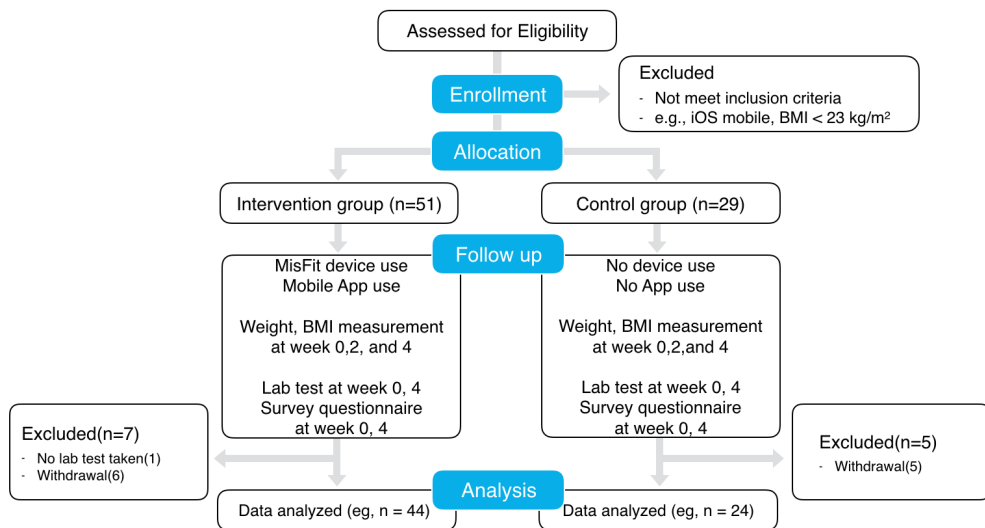 Assessed for Eligibility
Enrollment
Excluded
- Not meet inclusion criteria
- e.g., iOS mobile, BMI < 23 kg/m²
Allocation
Intervention group (n=51)
Control group (n=29)
Follow up
MisFit device use
Mobile App use
Weight, BMI measurement
at week 0,2, and 4
Lab test at week 0, 4
Survey questionnaire
at week 0, 4
No device use
No App use
Weight, BMI measurement
at week 0,2,and 4
Lab test at week 0, 4
Survey questionnaire
at week 0, 4
Excluded(n=7)
- No lab test taken(1)
- Withdrawal(6)
Excluded(n=5)
- Withdrawal(5)
Analysis
Data analyzed (eg, n = 44)
Data analyzed (eg, n = 24)